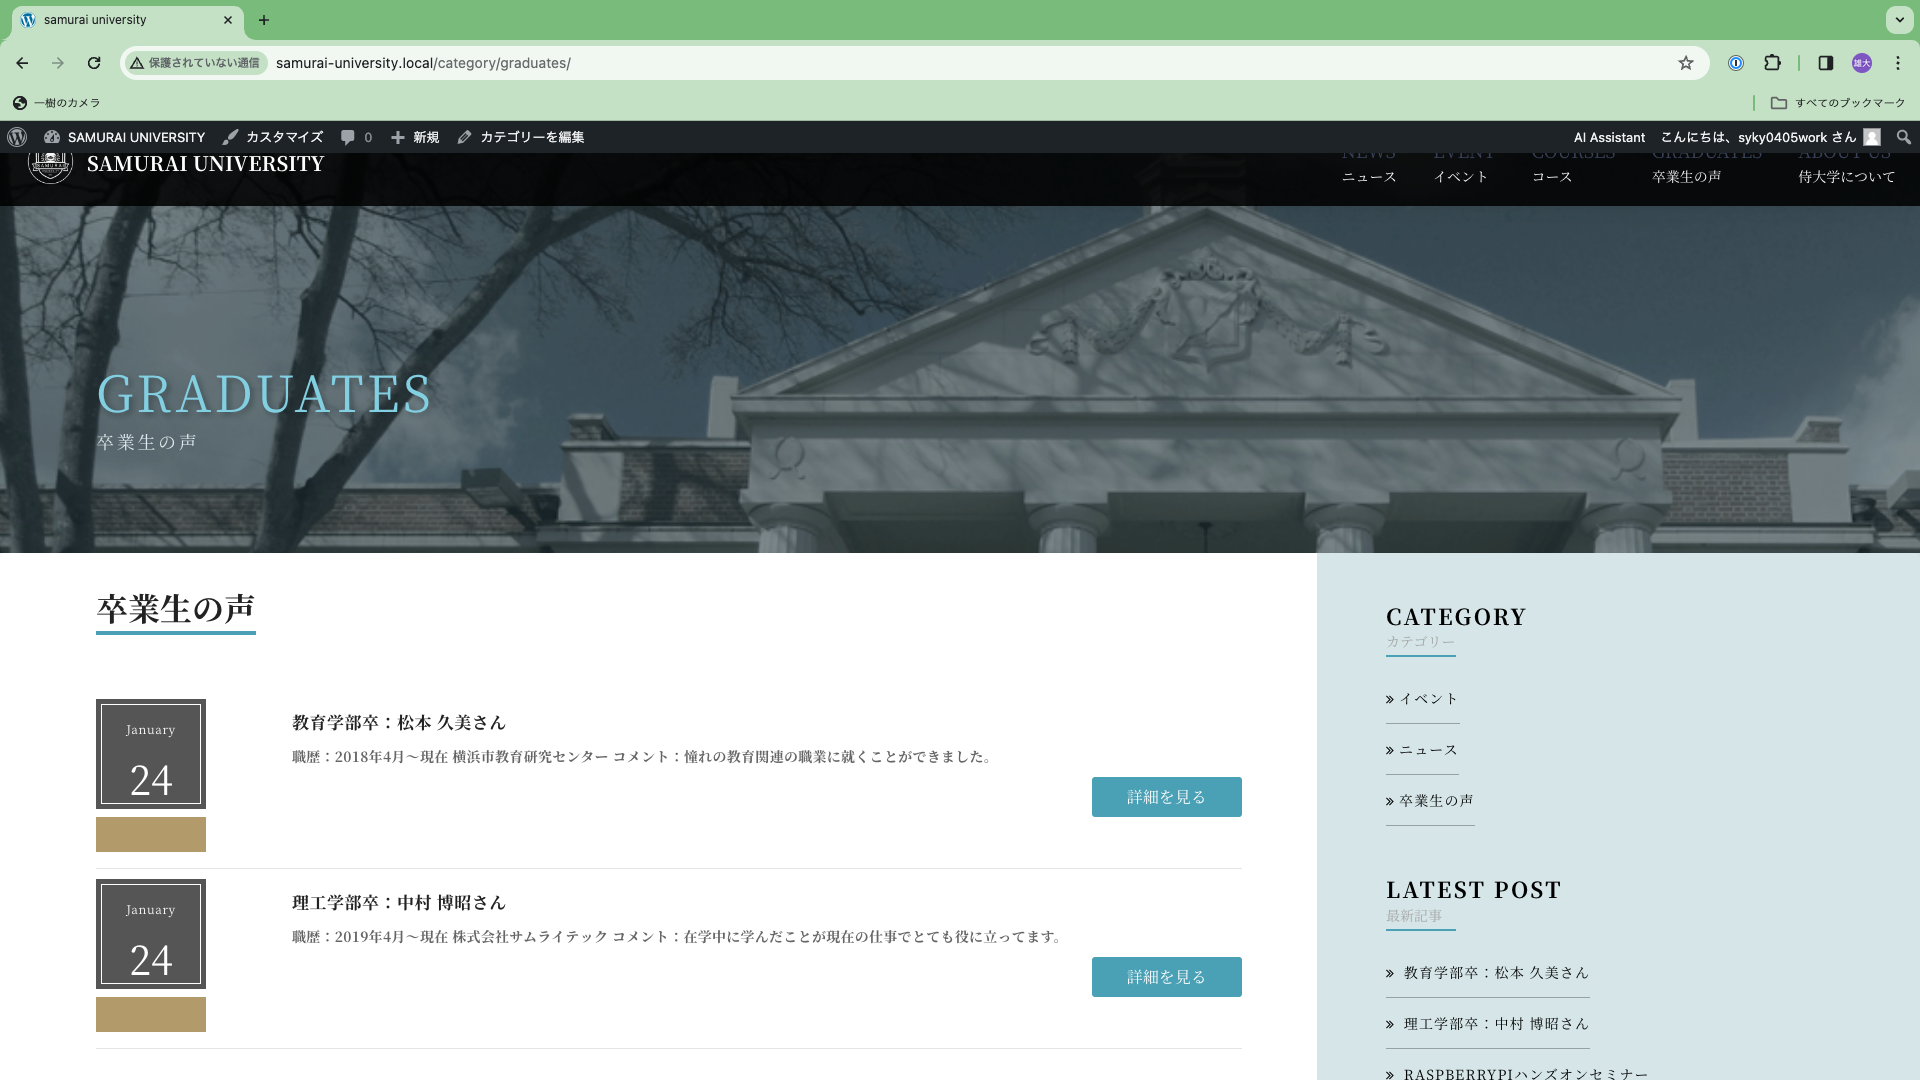 samurai university
保護されていない通信
samurai-university.local/category/graduates/
雄大
一樹のカメラ
すべてのブックマーク
SAMURAI UNIVERSITY
カスタマイズ
0
新規
カテゴリーを編集
AI Assistant
こんにちは、syky0405work さん
SAMURAI UNIVERSITY
NEWS
ニュース
EVENT
イベント
COURSES
コース
GRADUATES
卒業生の声
ABOUT US
侍大学について
GRADUATES
卒業生の声
卒業生の声
January
24
教育学部卒：松本 久美さん
職歴：2018年4月～現在 横浜市教育研究センター コメント：憧れの教育関連の職業に就くことができました。
詳細を見る
January
24
理工学部卒：中村 博昭さん
職歴：2019年4月～現在 株式会社サムライテック コメント：在学中に学んだことが現在の仕事でとても役に立ってます。
詳細を見る
CATEGORY
カテゴリー
» イベント
» ニュース
» 卒業生の声
LATEST POST
最新記事
» 教育学部卒：松本 久美さん
» 理工学部卒：中村 博昭さん
» RASPBERRYPIハンズオンセミナー